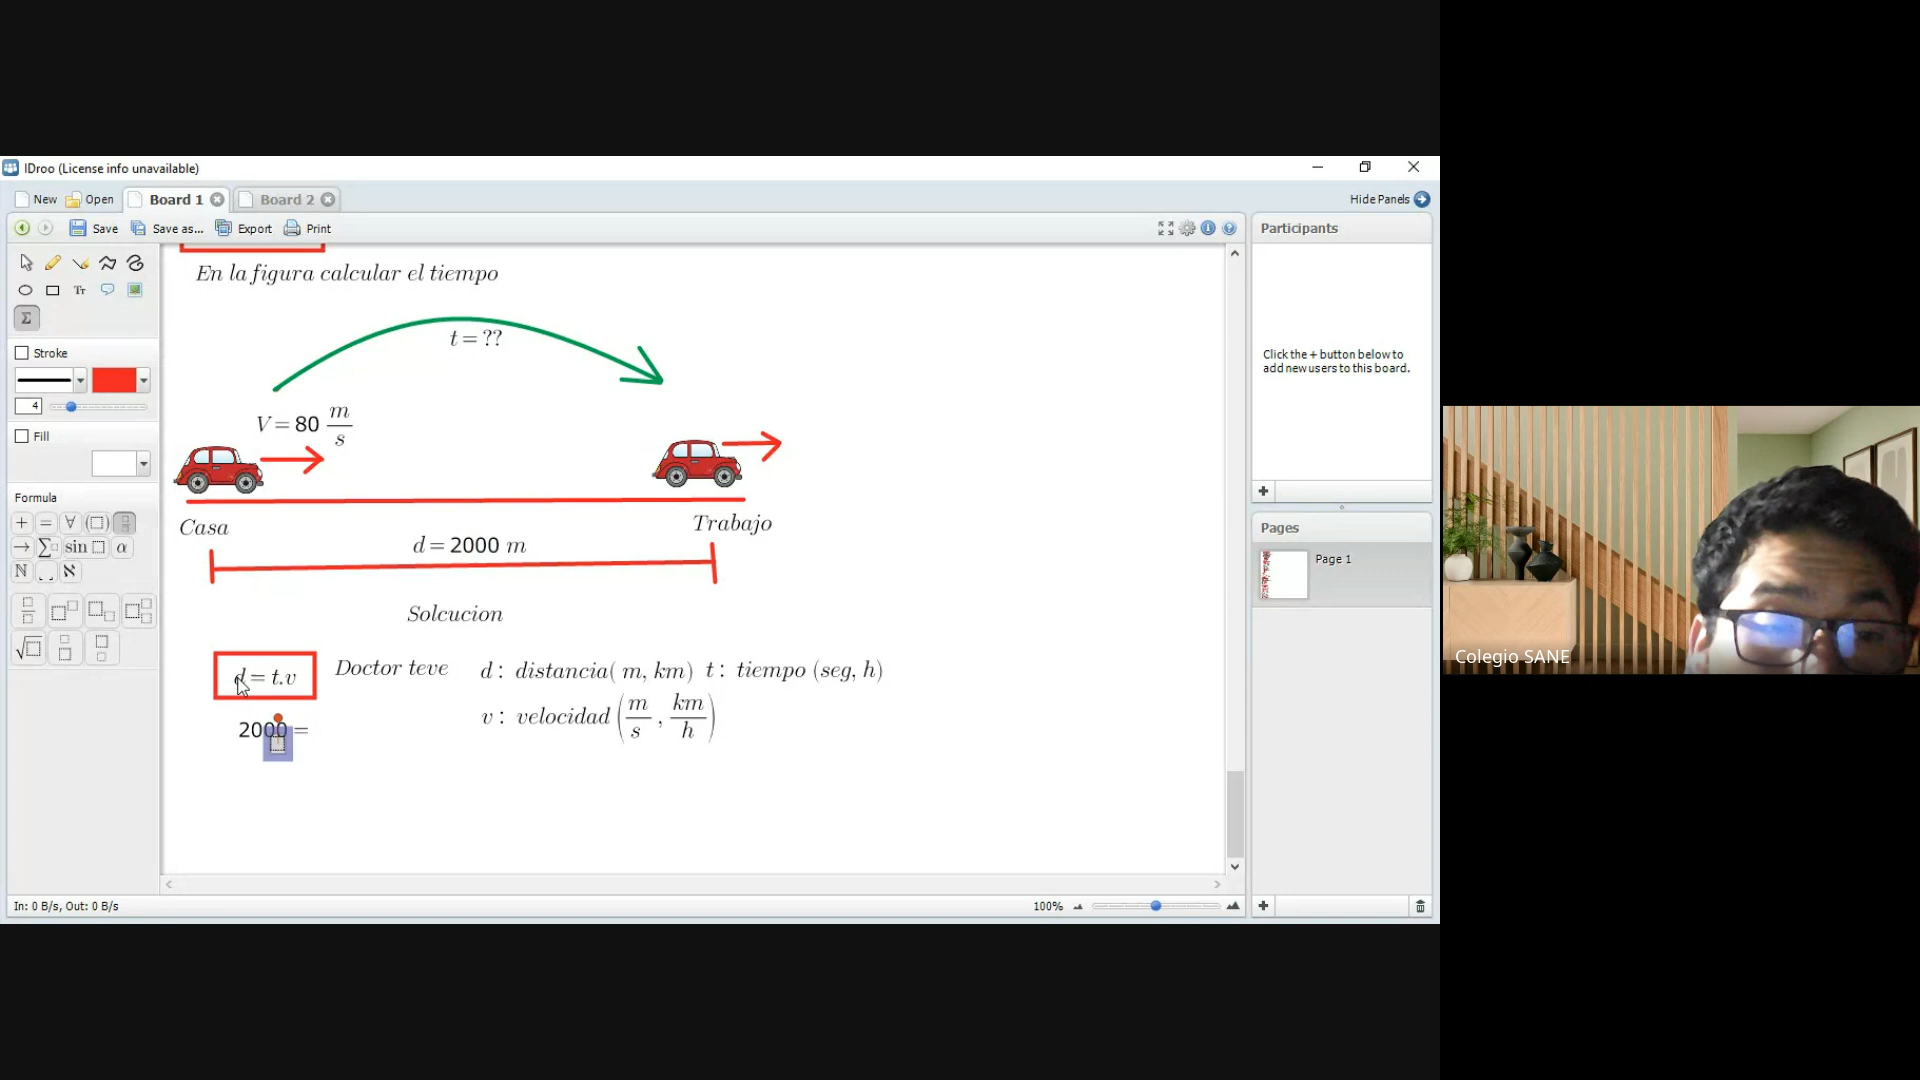 IDroo (License info unavailable)
New Open Board 1 Board 2 Hide Panels
Save Save as... Export Print
Participants
Click the + button below to
add new users to this board.
Pages
Page 1
Tr
Σ
Stroke
4
Fill
Formula
+ = ∀ (□)
→ Σ□ sin□ α
ℕ ℵ
En la figura calcular el tiempo
t = ??
V = 80 m/s
Casa
Trabajo
d = 2000 m
Solcucion
d = t.v
Doctor teve
d : distancia( m, km) t : tiempo (seg, h)
v : velocidad (m/s , km/h)
2000 =
In: 0 B/s, Out: 0 B/s
100%
Colegio SANE